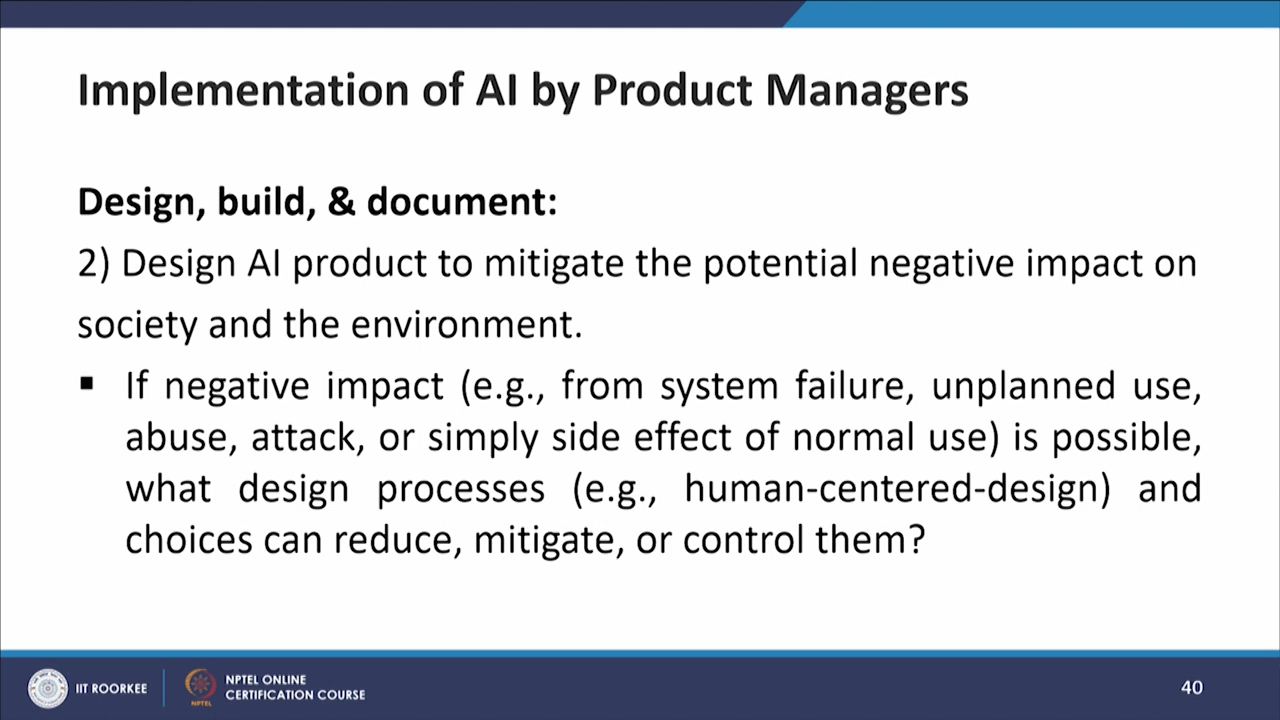 Implementation of AI by Product Managers
Design, build, & document:
2) Design AI product to mitigate the potential negative impact on
society and the environment.
▪ If negative impact (e.g., from system failure, unplanned use,
abuse, attack, or simply side effect of normal use) is possible,
what design processes (e.g., human-centered-design) and
choices can reduce, mitigate, or control them?
IIT ROORKEE
NPTEL
NPTEL ONLINE
CERTIFICATION COURSE
40